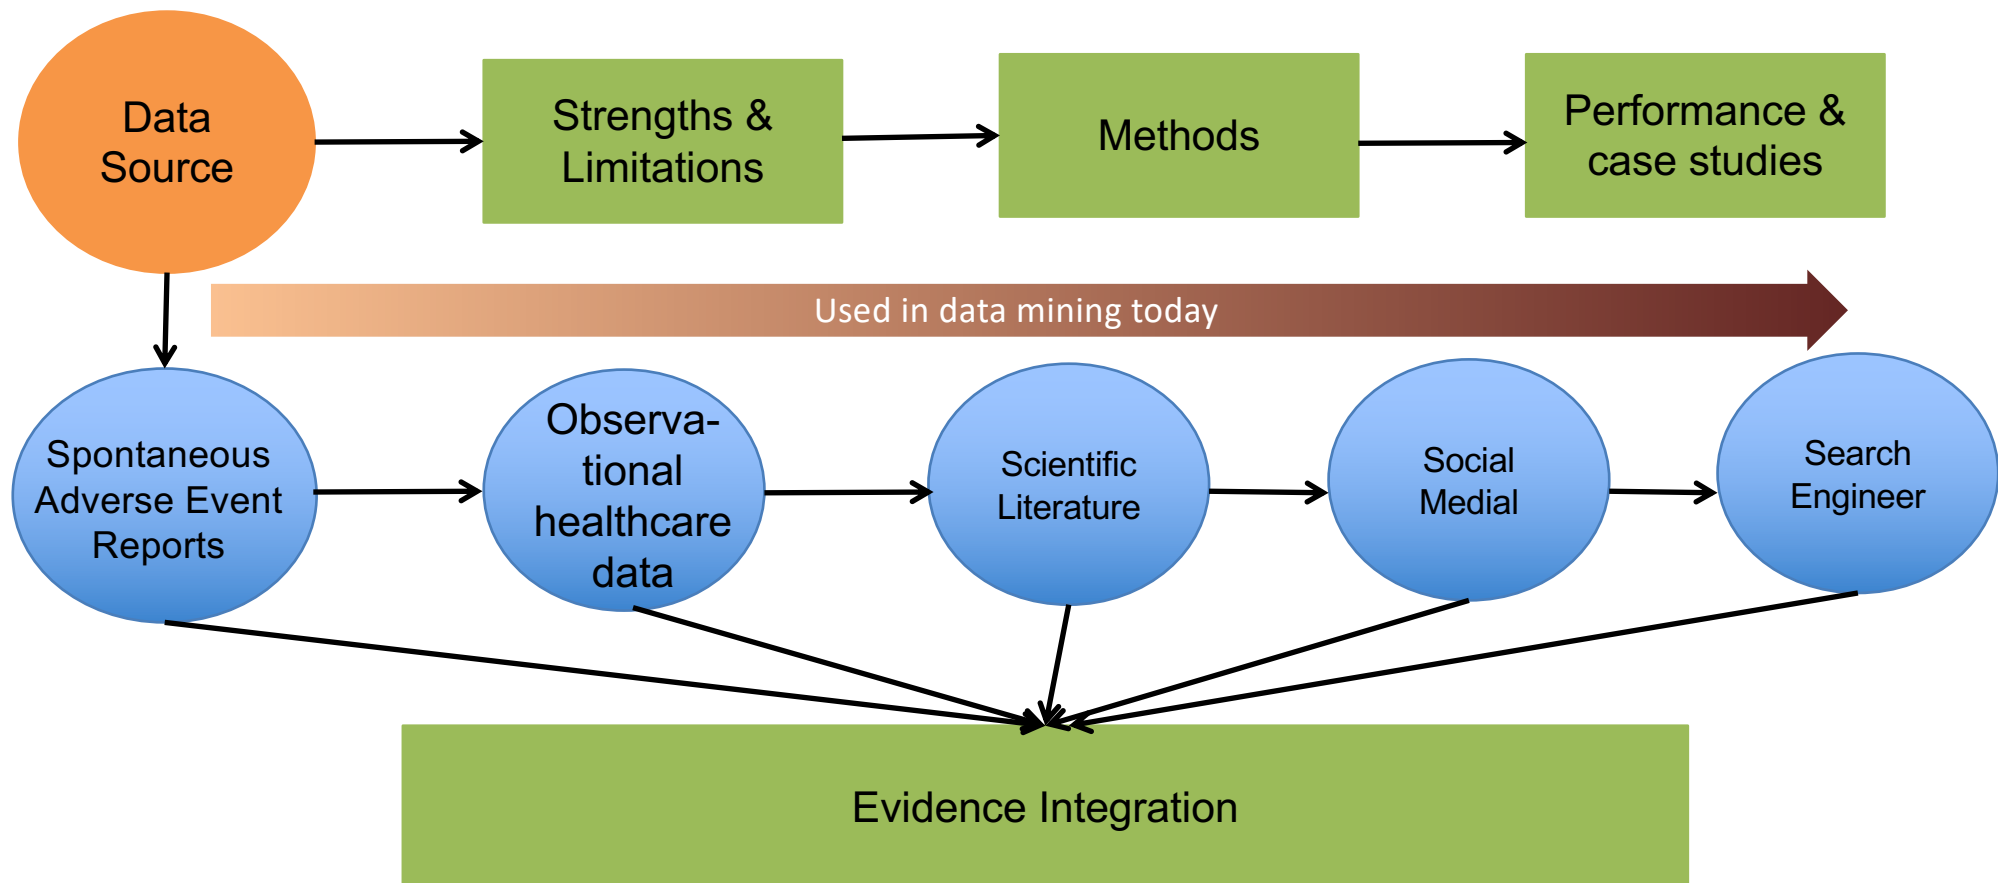 Data
Source
Strengths &
Limitations
Methods
Performance &
case studies
Used in data mining today
Spontaneous
Adverse Event
Reports
Observa-
tional
healthcare
data
Scientific
Literature
Social
Medial
Search
Engineer
Evidence Integration